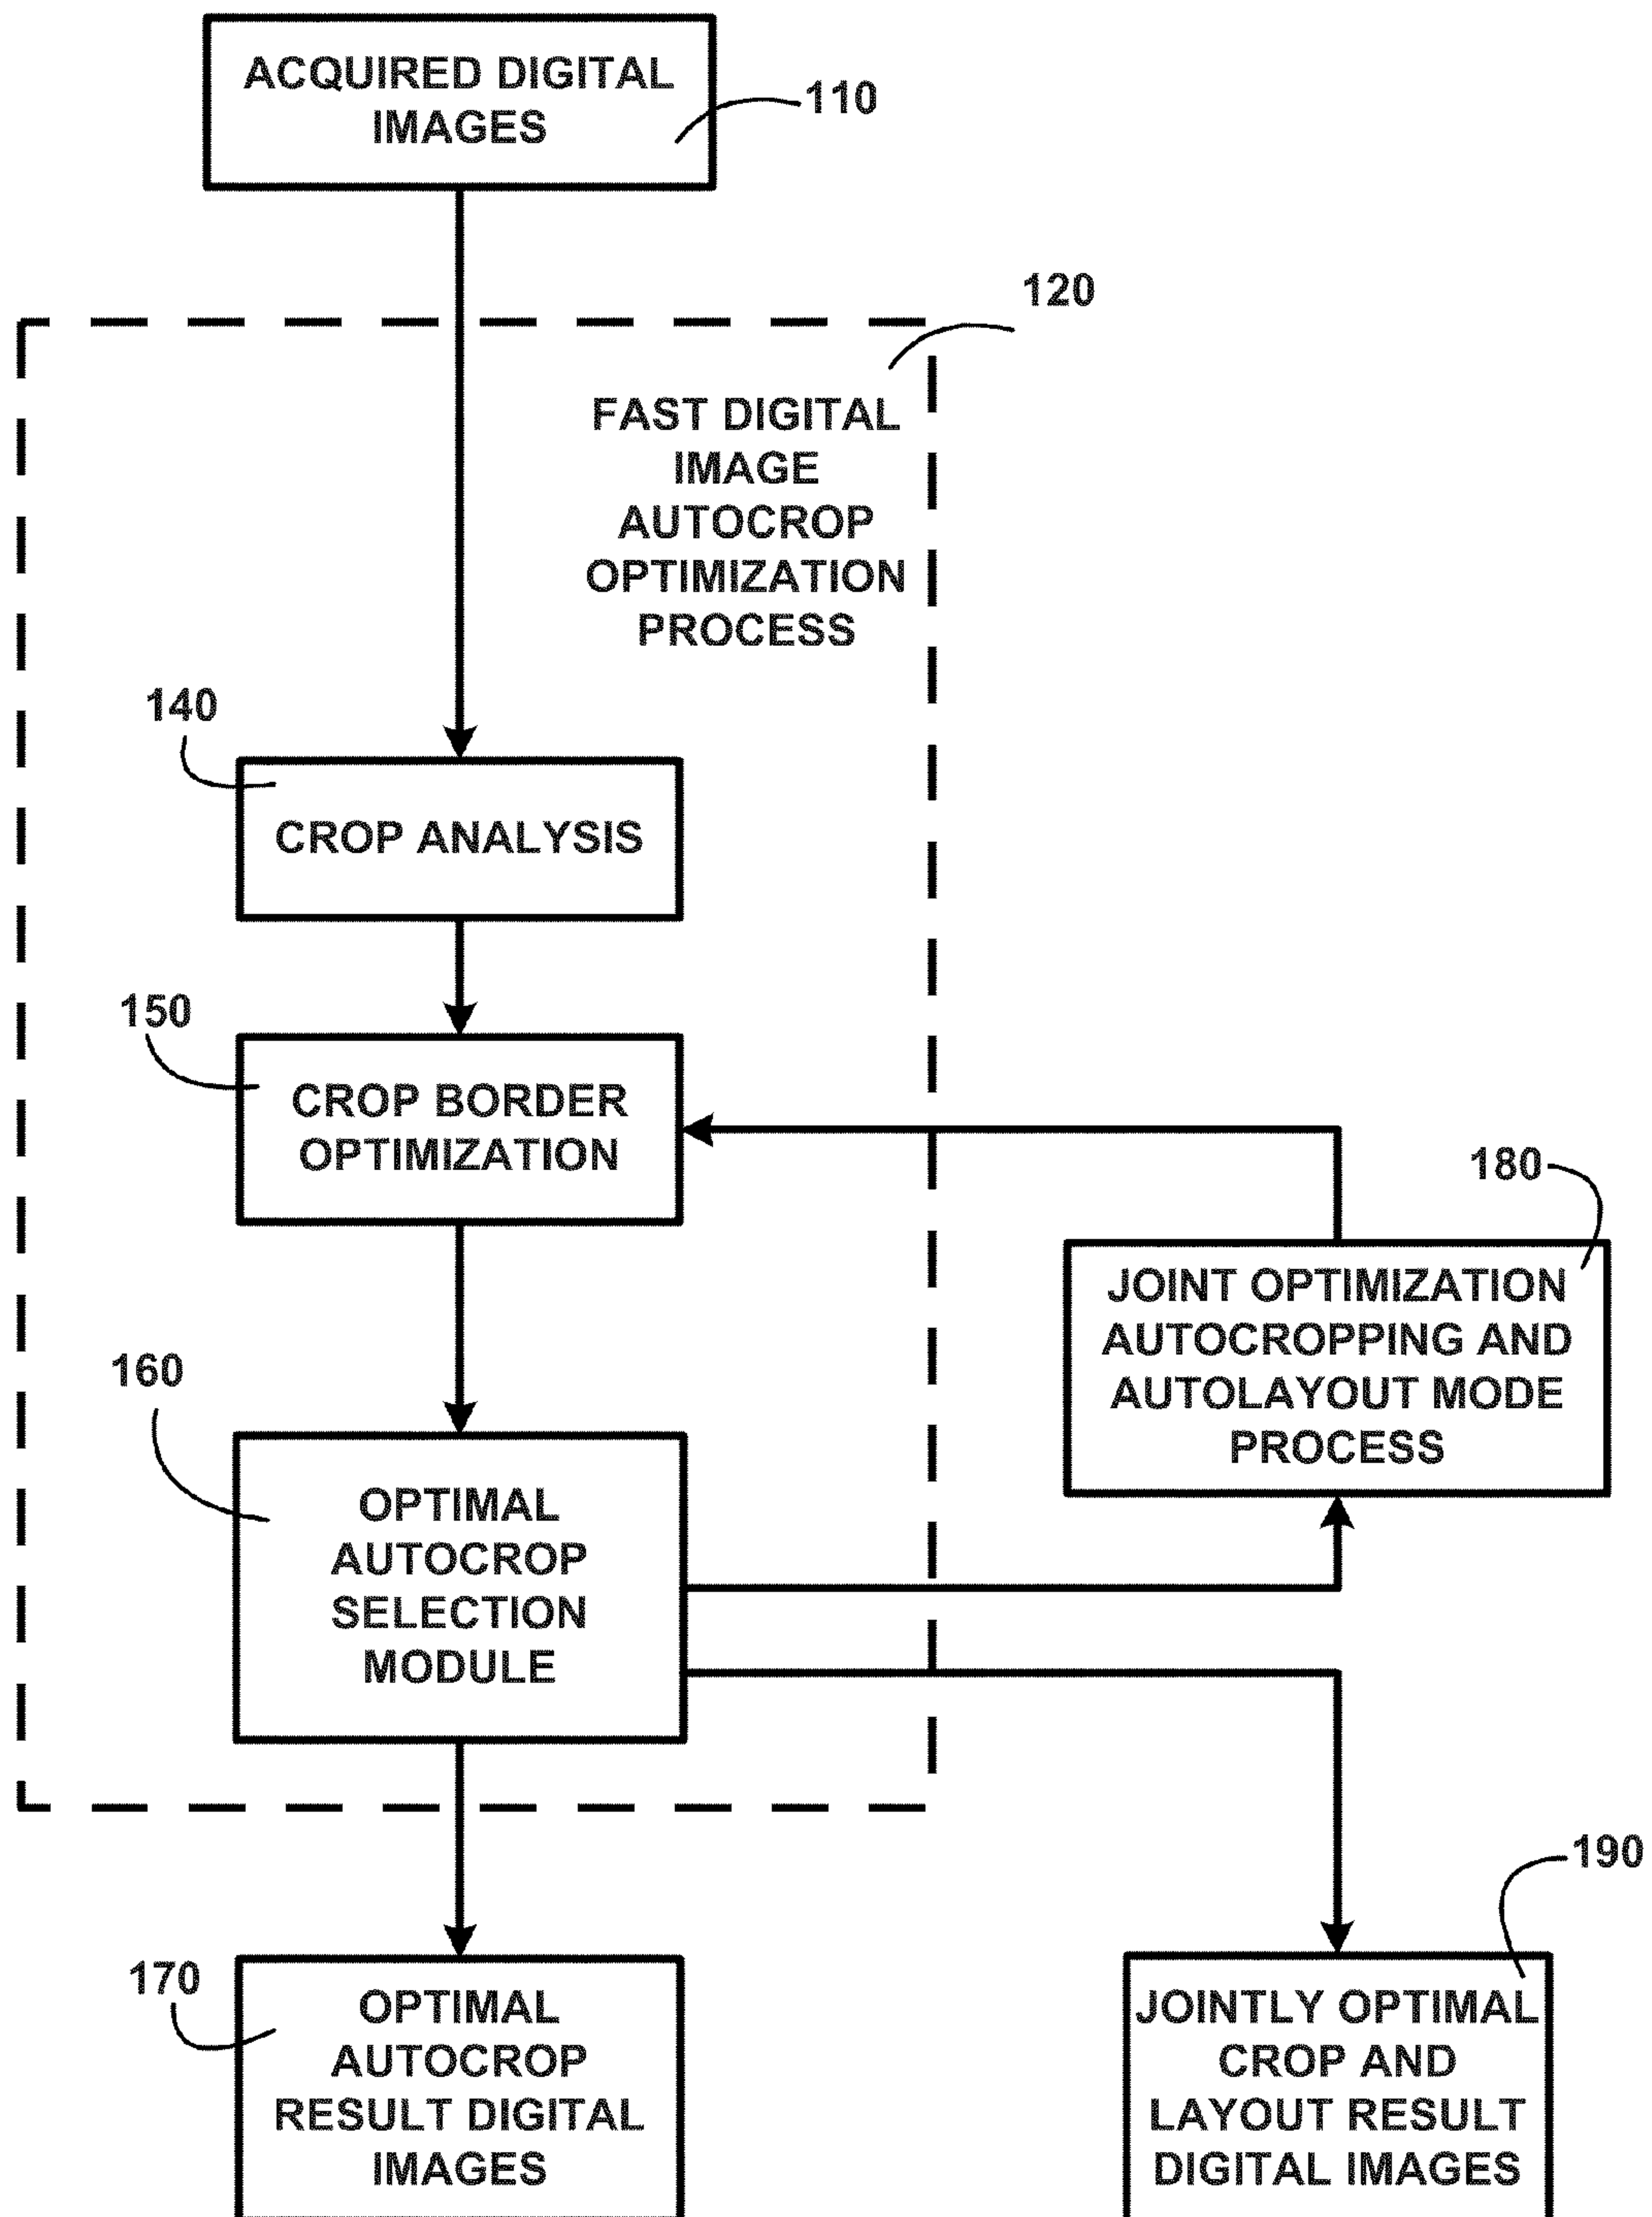 ACQUIRED DIGITAL
IMAGES
110
120
FAST DIGITAL
IMAGE
AUTOCROP
OPTIMIZATION
PROCESS
140
CROP ANALYSIS
150
CROP BORDER
OPTIMIZATION
180
JOINT OPTIMIZATION
AUTOCROPPING AND
AUTOLAYOUT MODE
PROCESS
160
OPTIMAL
AUTOCROP
SELECTION
MODULE
190
170
OPTIMAL
AUTOCROP
RESULT DIGITAL
IMAGES
JOINTLY OPTIMAL
CROP AND
LAYOUT RESULT
DIGITAL IMAGES